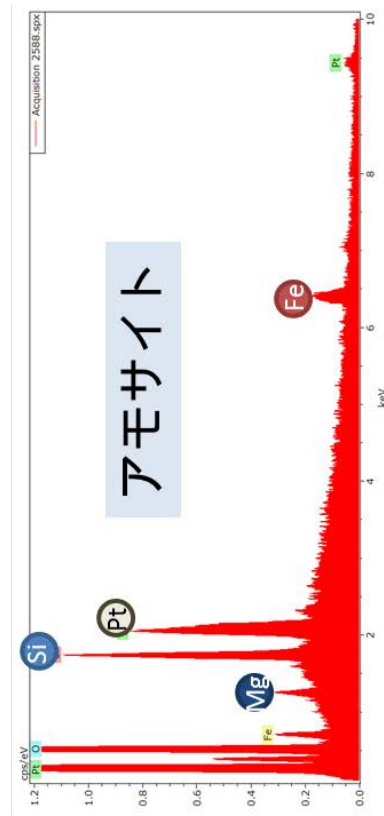 cps/eV
Acquisition 2588.spx
1.2
1.0
0.8
0.6
0.4
0.2
0.0
Pt
O
Fe
Mg
Si
Pt
アモサイト
Fe
Pt
2
4
6
8
10
keV